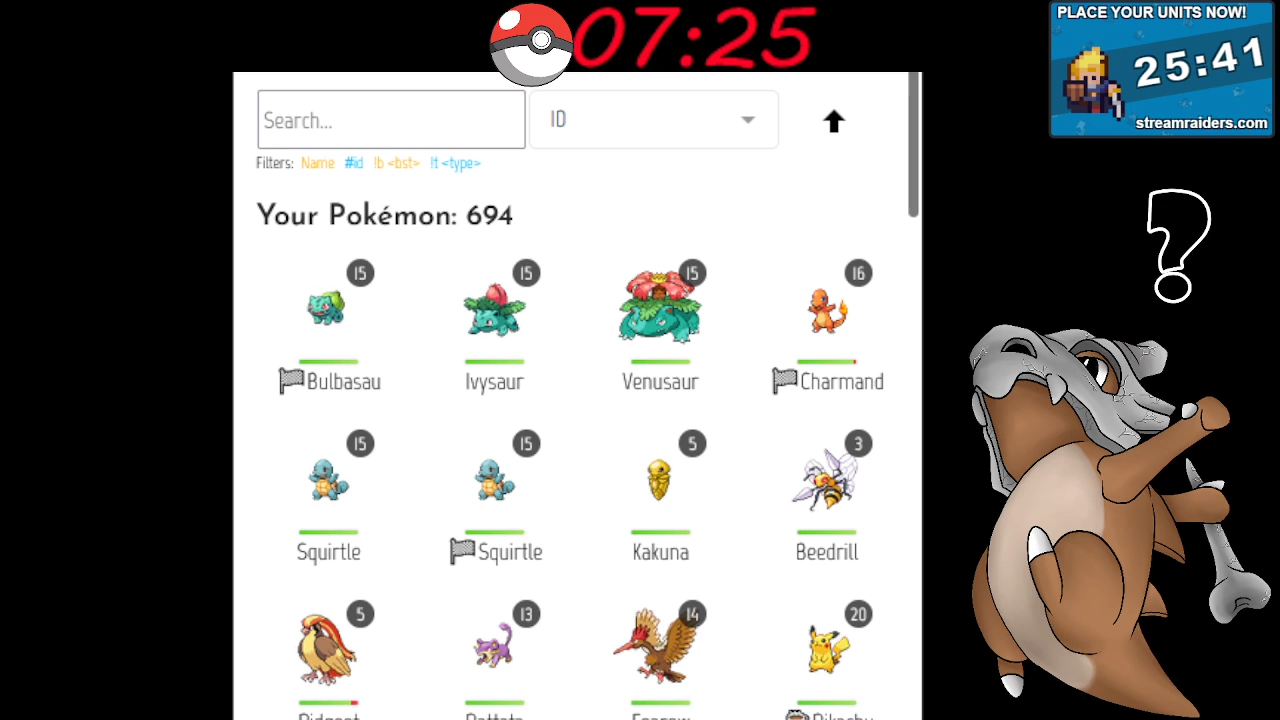 07:25
PLACE YOUR UNITS NOW!
25:41
streamraiders.com
Search...
ID
Filters: Name #id !b <bst> !t <type>
Your Pokémon: 694
15 15 15 16
Bulbasau Ivysaur Venusaur Charmand
15 15 5 3
Squirtle Squirtle Kakuna Beedrill
5 13 14 20
?